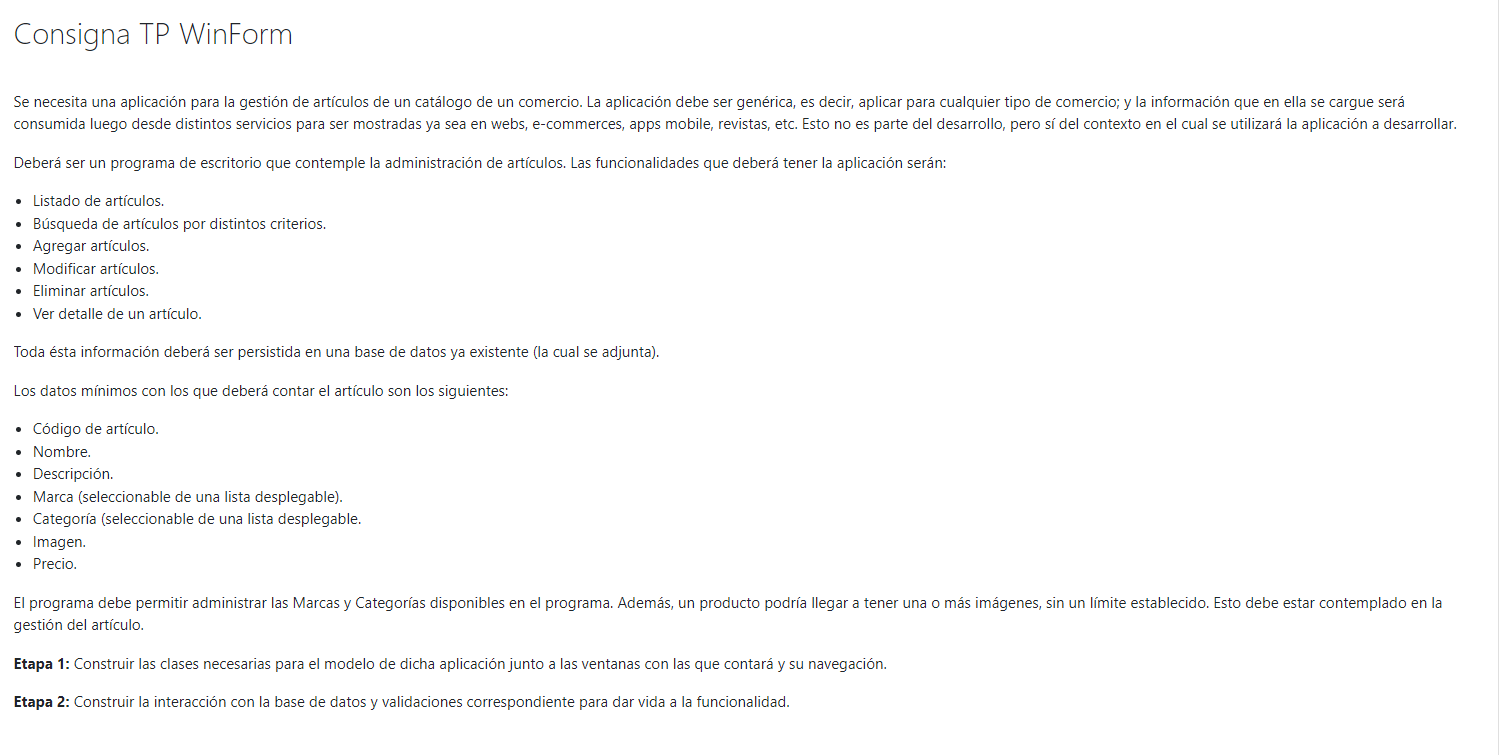 Consigna TP WinForm
Se necesita una aplicación para la gestión de artículos de un catálogo de un comercio. La aplicación debe ser genérica, es decir, aplicar para cualquier tipo de comercio; y la información que en ella se cargue será
consumida luego desde distintos servicios para ser mostradas ya sea en webs, e-commerces, apps mobile, revistas, etc. Esto no es parte del desarrollo, pero sí del contexto en el cual se utilizará la aplicación a desarrollar.
Deberá ser un programa de escritorio que contemple la administración de artículos. Las funcionalidades que deberá tener la aplicación serán:
• Listado de artículos.
• Búsqueda de artículos por distintos criterios.
• Agregar artículos.
• Modificar artículos.
• Eliminar artículos.
• Ver detalle de un artículo.
Toda ésta información deberá ser persistida en una base de datos ya existente (la cual se adjunta).
Los datos mínimos con los que deberá contar el artículo son los siguientes:
• Código de artículo.
• Nombre.
• Descripción.
• Marca (seleccionable de una lista desplegable).
• Categoría (seleccionable de una lista desplegable.
• Imagen.
• Precio.
El programa debe permitir administrar las Marcas y Categorías disponibles en el programa. Además, un producto podría llegar a tener una o más imágenes, sin un límite establecido. Esto debe estar contemplado en la
gestión del artículo.
Etapa 1: Construir las clases necesarias para el modelo de dicha aplicación junto a las ventanas con las que contará y su navegación.
Etapa 2: Construir la interacción con la base de datos y validaciones correspondiente para dar vida a la funcionalidad.